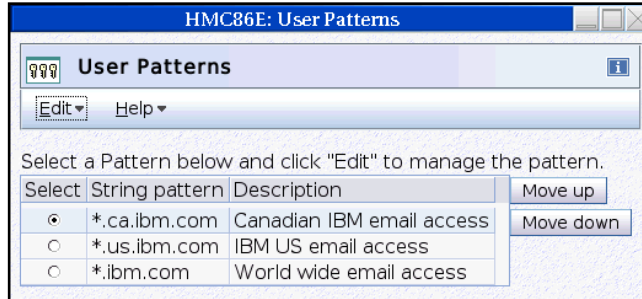 HMC86E: User Patterns
User Patterns
Edit Help
Select a Pattern below and click "Edit" to manage the pattern.
Select String pattern Description
*.ca.ibm.com Canadian IBM email access
*.us.ibm.com IBM US email access
*.ibm.com World wide email access
Move up
Move down